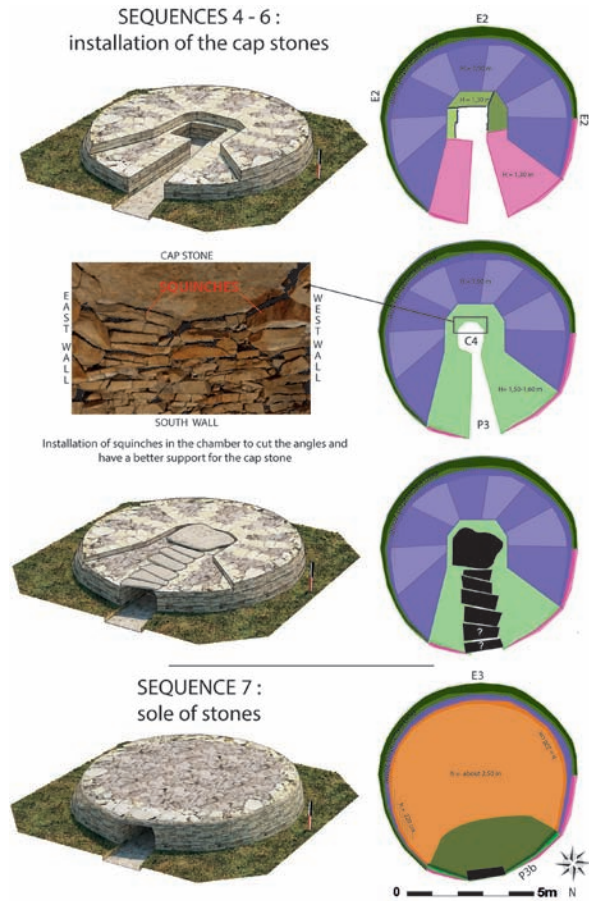 SEQUENCES 4 - 6 :
installation of the cap stones
E2
E2
E2
H = 1,30 m
H = 1,30 m
CAP STONE
SQUINCHES
EAST WALL
WEST WALL
SOUTH WALL
Installation of squinches in the chamber to cut the angles and
have a better support for the cap stone
C4
H= 1,50-1,60 m
P3
?
?
SEQUENCE 7 :
sole of stones
E3
P3b
0
5m
N